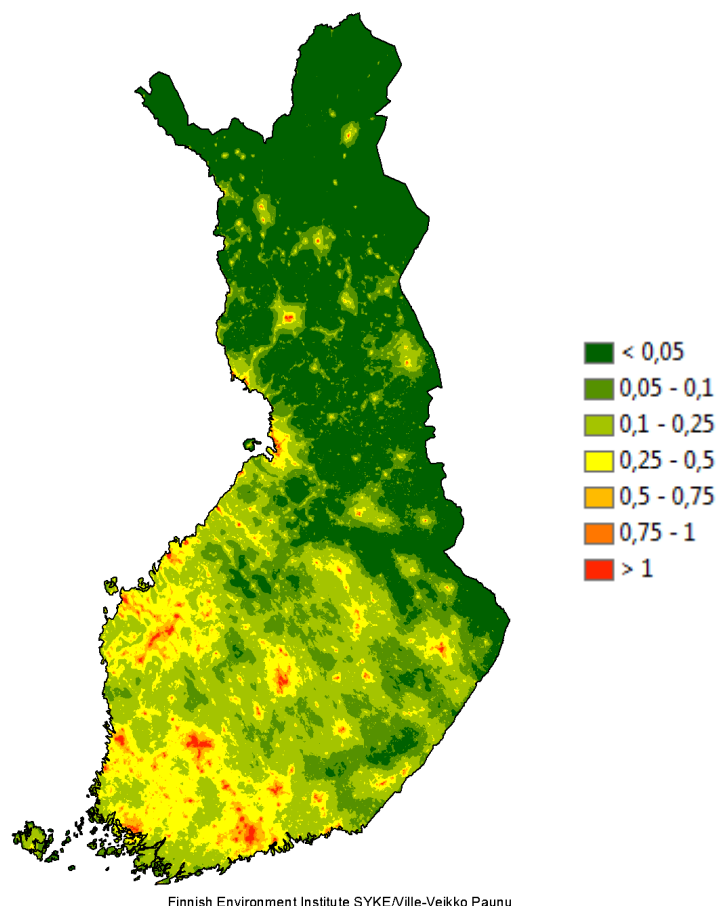 < 0,05
0,05 - 0,1
0,1 - 0,25
0,25 - 0,5
0,5 - 0,75
0,75 - 1
> 1
Finnish Environment Institute SYKE/Ville-Veikko Paunu